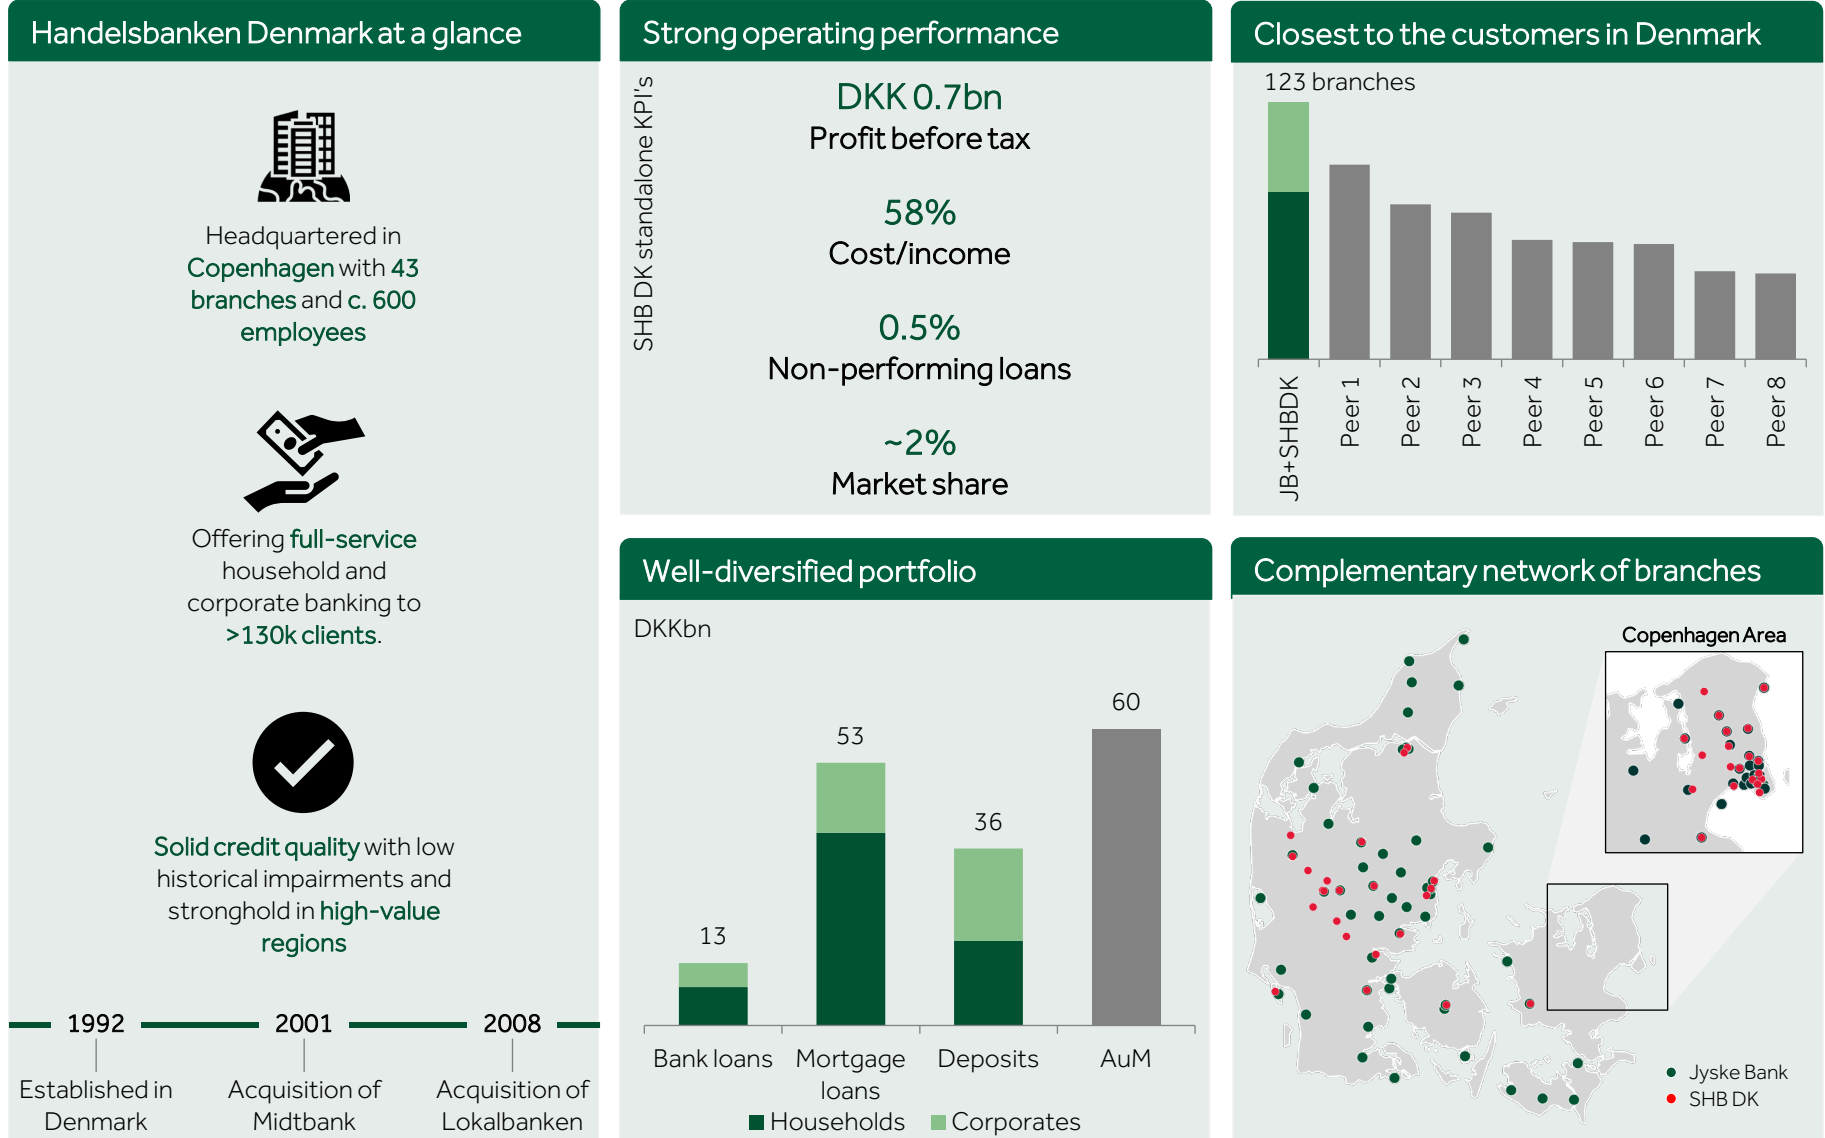 Handelsbanken Denmark at a glance
Headquartered in
Copenhagen with 43
branches and c. 600
employees
Offering full-service
household and
corporate banking to
>130k clients.
Solid credit quality with low
historical impairments and
stronghold in high-value
regions
1992
2001
2008
Established in
Denmark
Acquisition of
Midtbank
Acquisition of
Lokalbanken
Strong operating performance
SHB DK standalone KPI's
DKK 0.7bn
Profit before tax
58%
Cost/income
0.5%
Non-performing loans
~2%
Market share
Well-diversified portfolio
DKKbn
13
53
36
60
Bank loans
Mortgage
loans
Deposits
AuM
Households
Corporates
Closest to the customers in Denmark
123 branches
JB+SHBDK
Peer 1
Peer 2
Peer 3
Peer 4
Peer 5
Peer 6
Peer 7
Peer 8
Complementary network of branches
Copenhagen Area
Jyske Bank
SHB DK